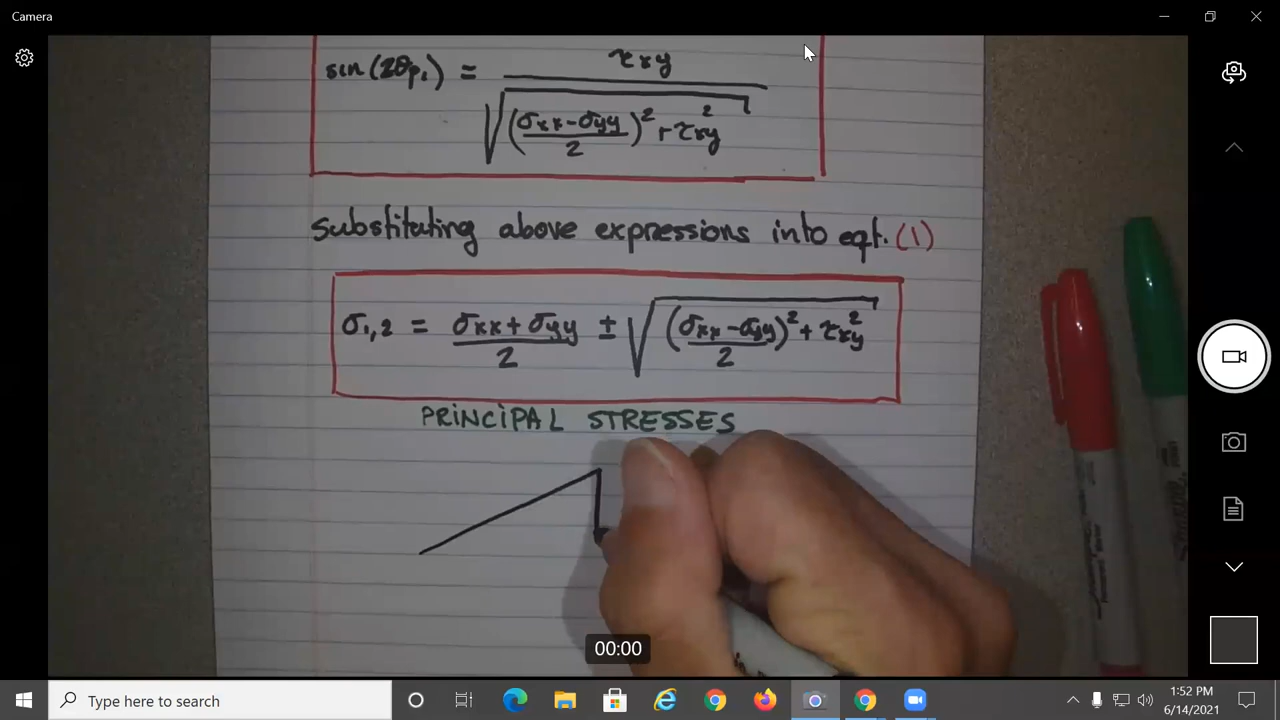 Camera
sin(2θp₁) = τxy / √((σxx-σyy/2)² + τxy²)
Substituting above expressions into eqt. (1)
σ₁,₂ = σxx + σyy / 2 ± √((σxx-σyy/2)² + τxy²)
PRINCIPAL STRESSES
00:00
Type here to search
1:52 PM
6/14/2021